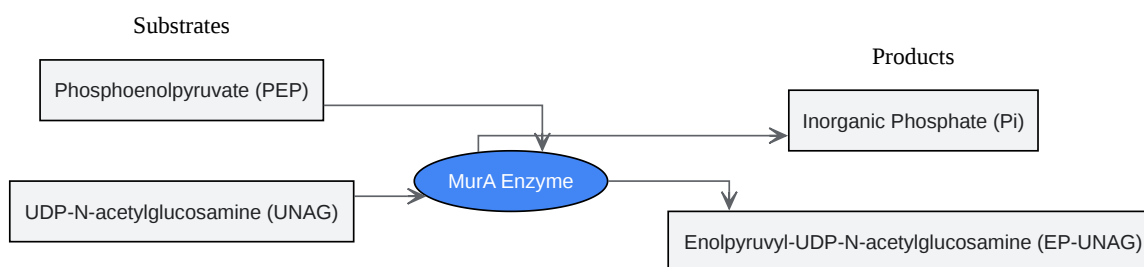 Substrates
Products
Phosphoenolpyruvate (PEP)
Inorganic Phosphate (Pi)
MurA Enzyme
UDP-N-acetylglucosamine (UNAG)
Enolpyruvyl-UDP-N-acetylglucosamine (EP-UNAG)